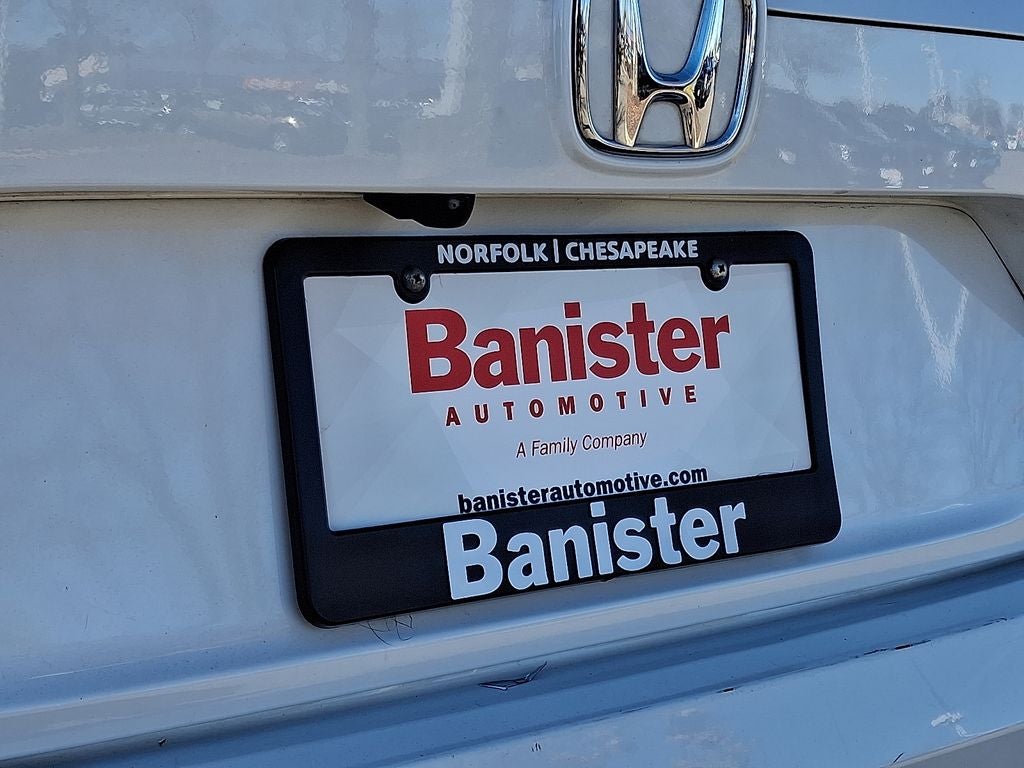 NORFOLK | CHESAPEAKE
Banister
AUTOMOTIVE
A Family Company
banisterautomotive.com
Banister